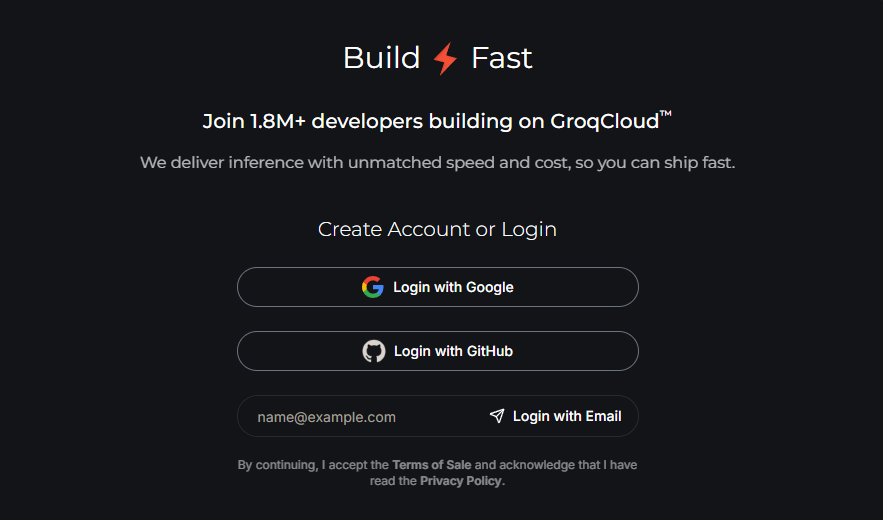 Build Fast
Join 1.8M+ developers building on GroqCloud™
We deliver inference with unmatched speed and cost, so you can ship fast.
Create Account or Login
Login with Google
Login with GitHub
name@example.com Login with Email
By continuing, I accept the Terms of Sale and acknowledge that I have
read the Privacy Policy.